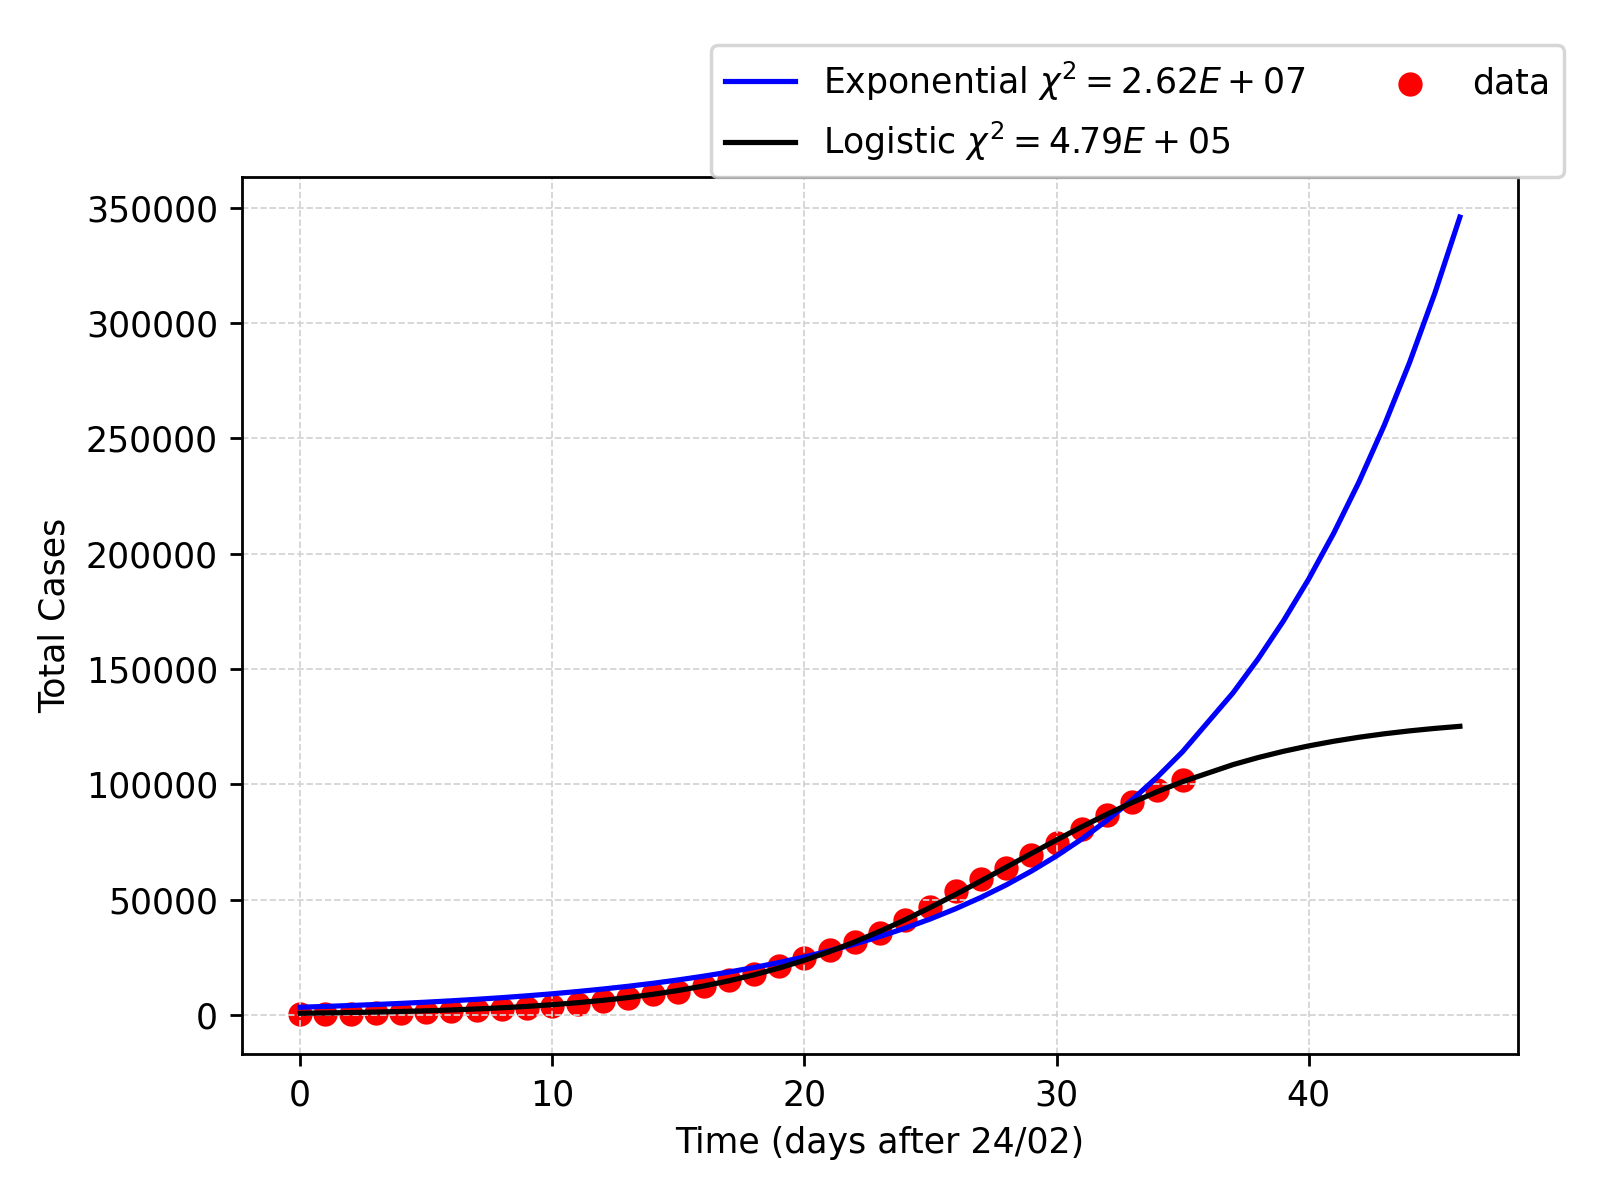 Exponential χ² = 2.62E + 07
data
Logistic χ² = 4.79E + 05
350000
300000
250000
200000
150000
100000
50000
0
Total Cases
0 10 20 30 40
Time (days after 24/02)